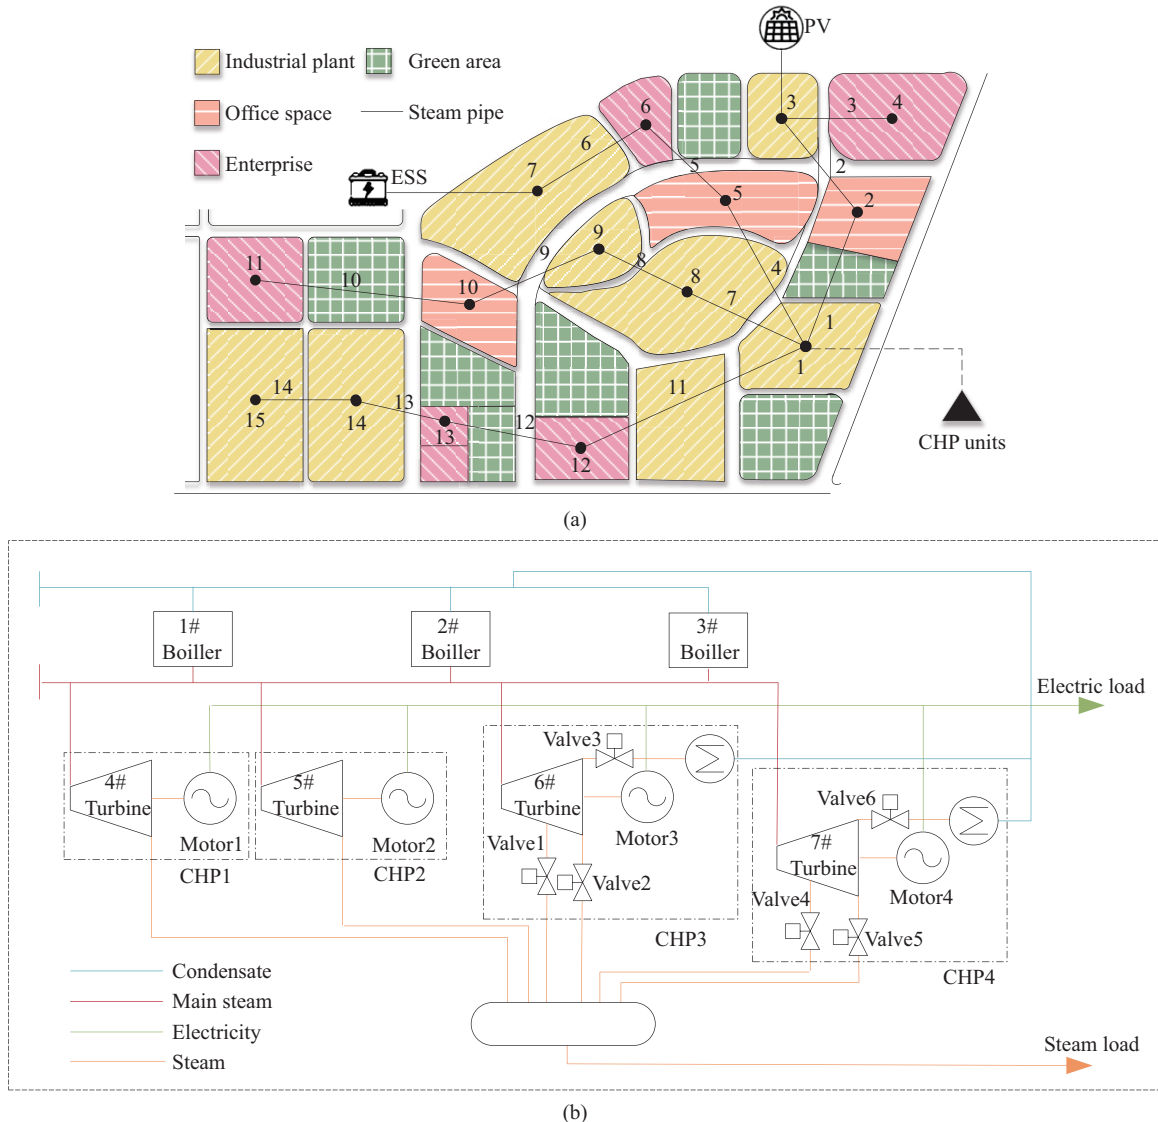 (a)
PV
Industrial plant
Green area
Office space
Steam pipe
Enterprise
ESS
6
3
3
4
6
5
2
7
5
2
9
9
8
4
8
11
10
10
7
1
1
11
14
13
15
14
13
12
12
CHP units
(a)
1#
Boiller
2#
Boiller
3#
Boiller
Electric load
Valve3
4#
Turbine
5#
Turbine
6#
Turbine
Valve6
Motor1
Motor2
Valve1
Motor3
7#
Turbine
CHP1
CHP2
Valve2
Valve4
Motor4
CHP3
Valve5
CHP4
Condensate
Main steam
Electricity
Steam
Steam load
(b)